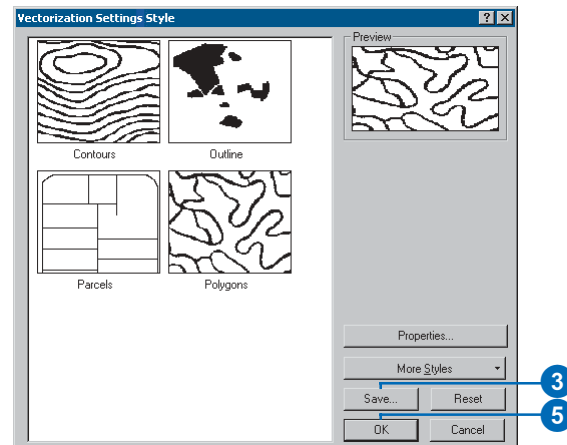 Vectorization Settings Style
Preview
Contours
Outline
Parcels
Polygons
Properties...
More Styles
Save...
Reset
3
OK
Cancel
5